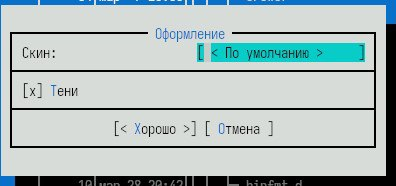 Оформление
Скин: [ < По умолчанию > ]
[x] Тени
[< Хорошо >] [ Отмена ]
10 мар 28 20:42 binfmt.d